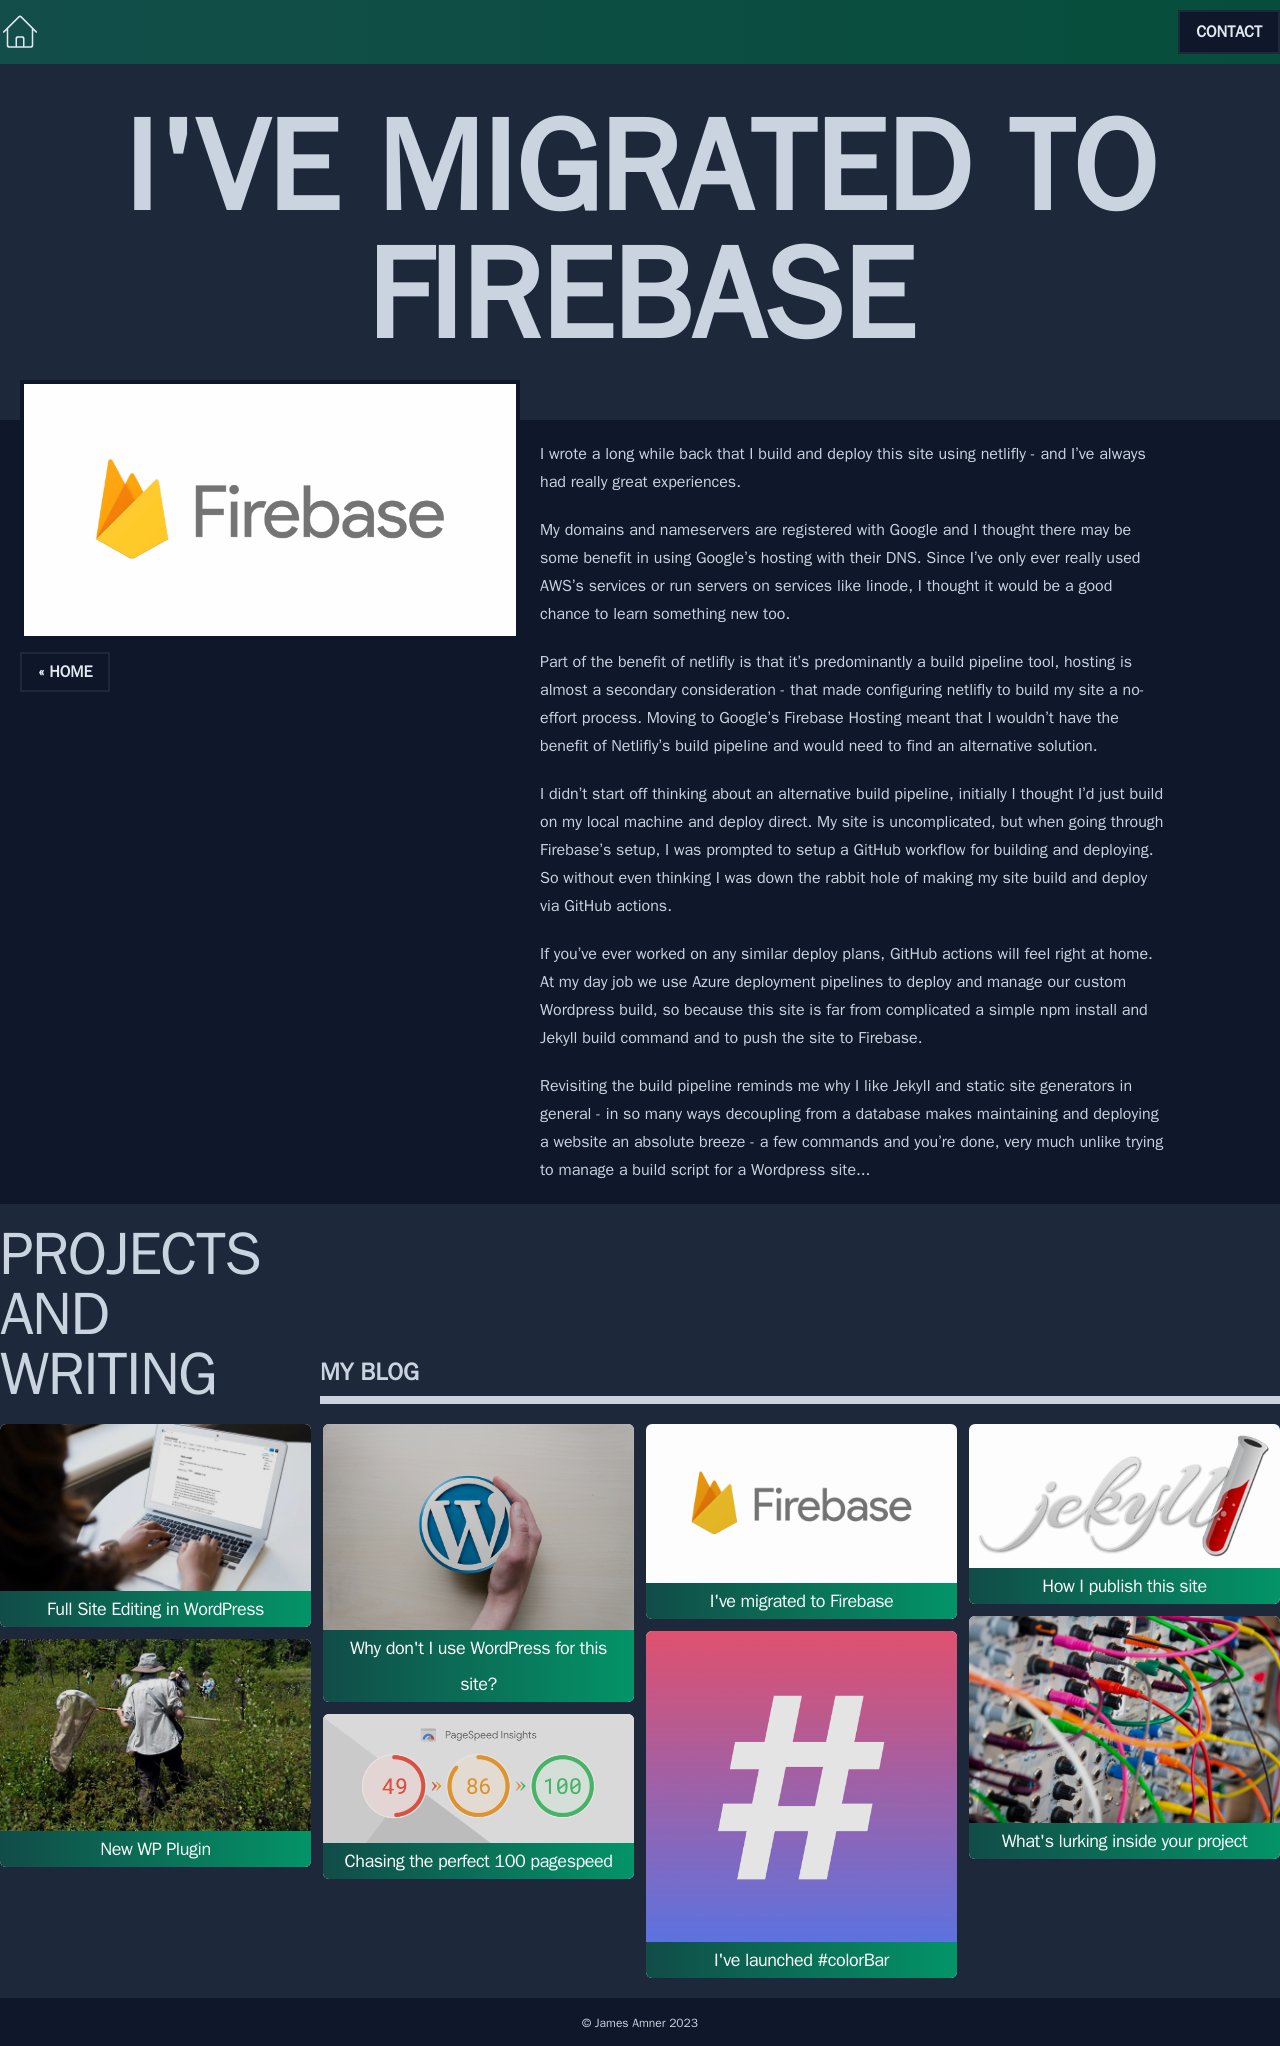 CONTACT
I'VE MIGRATED TO
FIREBASE
Firebase
« HOME
I wrote a long while back that I build and deploy this site using netlifly - and I’ve always
had really great experiences.
My domains and nameservers are registered with Google and I thought there may be
some benefit in using Google’s hosting with their DNS. Since I’ve only ever really used
AWS’s services or run servers on services like linode, I thought it would be a good
chance to learn something new too.
Part of the benefit of netlifly is that it’s predominantly a build pipeline tool, hosting is
almost a secondary consideration - that made configuring netlifly to build my site a no-
effort process. Moving to Google’s Firebase Hosting meant that I wouldn’t have the
benefit of Netlifly’s build pipeline and would need to find an alternative solution.
I didn’t start off thinking about an alternative build pipeline, initially I thought I’d just build
on my local machine and deploy direct. My site is uncomplicated, but when going through
Firebase’s setup, I was prompted to setup a GitHub workflow for building and deploying.
So without even thinking I was down the rabbit hole of making my site build and deploy
via GitHub actions.
If you’ve ever worked on any similar deploy plans, GitHub actions will feel right at home.
At my day job we use Azure deployment pipelines to deploy and manage our custom
Wordpress build, so because this site is far from complicated a simple npm install and
Jekyll build command and to push the site to Firebase.
Revisiting the build pipeline reminds me why I like Jekyll and static site generators in
general - in so many ways decoupling from a database makes maintaining and deploying
a website an absolute breeze - a few commands and you’re done, very much unlike trying
to manage a build script for a Wordpress site...
PROJECTS
AND
WRITING
MY BLOG
Full Site Editing in WordPress
New WP Plugin
W
Why don't I use WordPress for this
site?
PageSpeed Insights
49 » 86 » 100
Chasing the perfect 100 pagespeed
Firebase
I've migrated to Firebase
#
I've launched #colorBar
jekyll
How I publish this site
What's lurking inside your project
© James Amner 2023